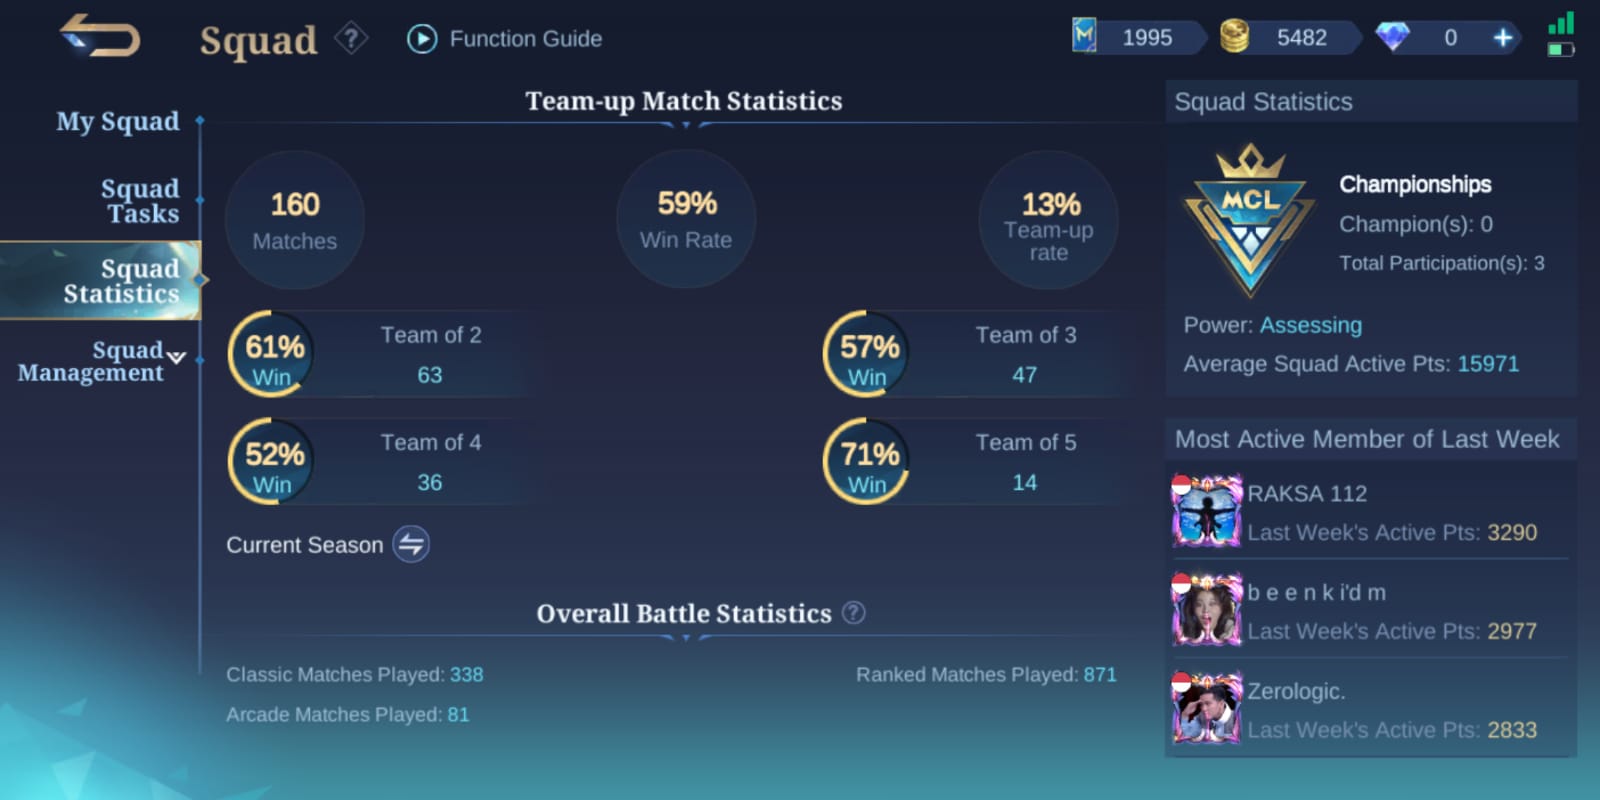 Squad
?
Function Guide
1995
5482
0
+
My Squad
Squad
Tasks
Squad
Statistics
Squad
Management
Team-up Match Statistics
160
Matches
59%
Win Rate
13%
Team-up
rate
61%
Win
Team of 2
63
57%
Win
Team of 3
47
52%
Win
Team of 4
36
71%
Win
Team of 5
14
Current Season
Overall Battle Statistics ?
Classic Matches Played: 338
Ranked Matches Played: 871
Arcade Matches Played: 81
Squad Statistics
MCL
Championships
Champion(s): 0
Total Participation(s): 3
Power: Assessing
Average Squad Active Pts: 15971
Most Active Member of Last Week
RAKSA 112
Last Week's Active Pts: 3290
b e e n k i'd m
Last Week's Active Pts: 2977
Zerologic.
Last Week's Active Pts: 2833